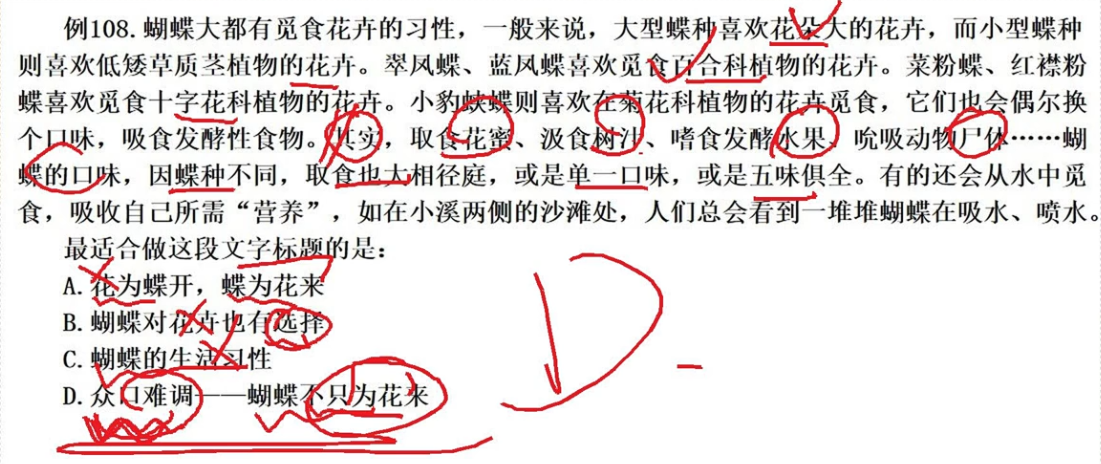 例108.蝴蝶大都有觅食花卉的习性，一般来说，大型蝶种喜欢花朵大的花卉，而小型蝶种
则喜欢低矮草质茎植物的花卉。翠凤蝶、蓝凤蝶喜欢觅食百合科植物的花卉。菜粉蝶、红襟粉
蝶喜欢觅食十字花科植物的花卉。小豹蛱蝶则喜欢在菊花科植物的花卉觅食，它们也会偶尔换
个口味，吸食发酵性食物。其实，取食花蜜、汲食树汁、嗜食发酵水果、吮吸动物尸体……蝴
蝶的口味，因蝶种不同，取食也大相径庭，或是单一口味，或是五味俱全。有的还会从水中觅
食，吸收自己所需“营养”，如在小溪两侧的沙滩处，人们总会看到一堆堆蝴蝶在吸水、喷水。
最适合做这段文字标题的是：
A.花为蝶开，蝶为花来
B.蝴蝶对花卉也有选择
C.蝴蝶的生活习性
D.众口难调——蝴蝶不只为花来
D